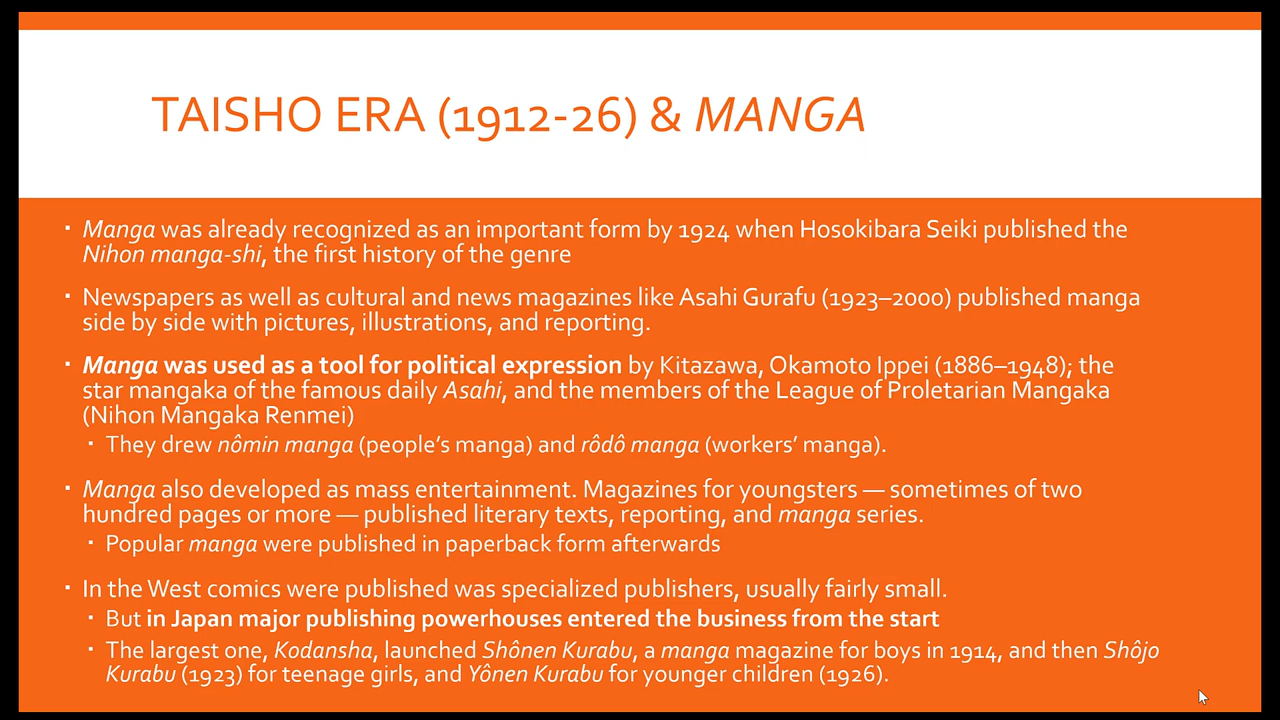 TAISHO ERA (1912-26) & MANGA
▪ Manga was already recognized as an important form by 1924 when Hosokibara Seiki published the
Nihon manga-shi, the first history of the genre
▪ Newspapers as well as cultural and news magazines like Asahi Gurafu (1923–2000) published manga
side by side with pictures, illustrations, and reporting.
▪ Manga was used as a tool for political expression by Kitazawa, Okamoto Ippei (1886–1948); the
star mangaka of the famous daily Asahi, and the members of the League of Proletarian Mangaka
(Nihon Mangaka Renmei)
▪ They drew nômin manga (people's manga) and rôdô manga (workers' manga).
▪ Manga also developed as mass entertainment. Magazines for youngsters — sometimes of two
hundred pages or more — published literary texts, reporting, and manga series.
▪ Popular manga were published in paperback form afterwards
▪ In the West comics were published was specialized publishers, usually fairly small.
▪ But in Japan major publishing powerhouses entered the business from the start
▪ The largest one, Kodansha, launched Shônen Kurabu, a manga magazine for boys in 1914, and then Shôjo
Kurabu (1923) for teenage girls, and Yônen Kurabu for younger children (1926).